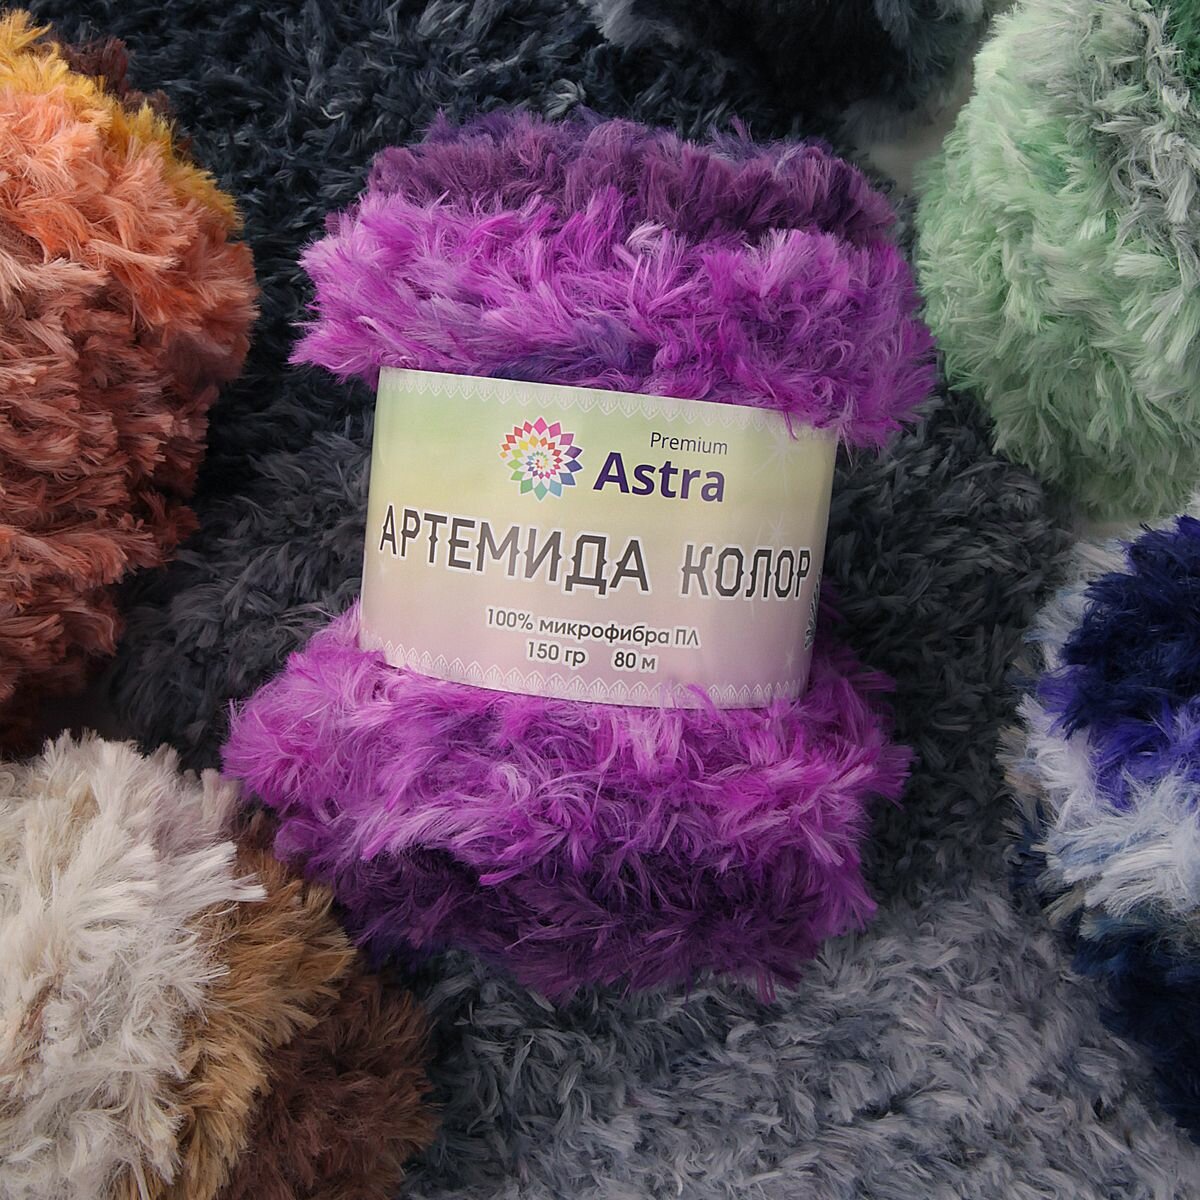 Premium
Astra
АРТЕМИДА КОЛОР
100% микрофибра ПЛ
150 гр 80 м